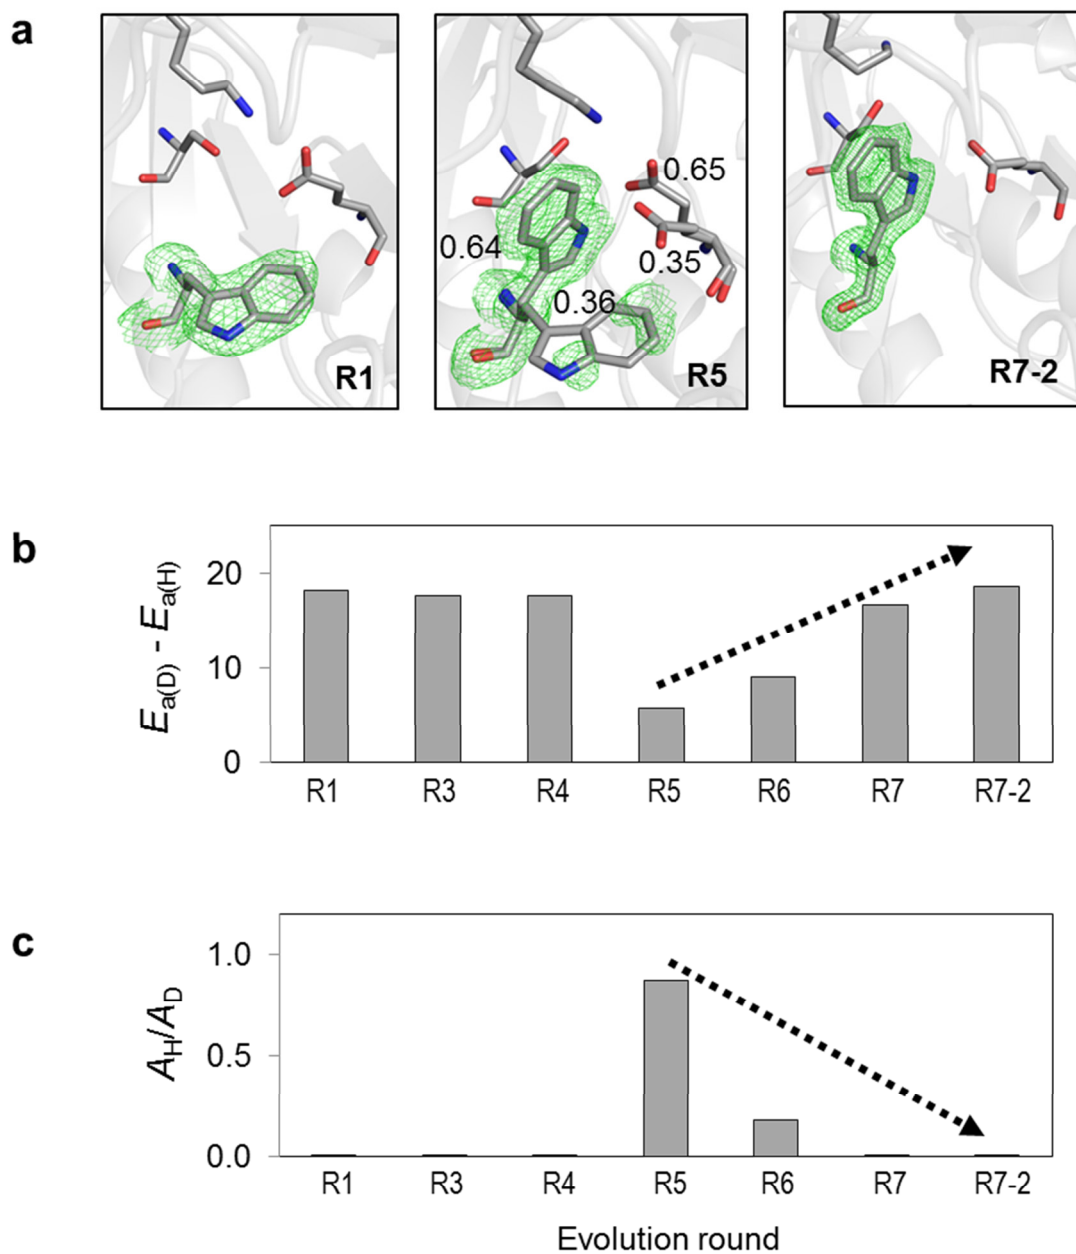 a
0.65
0.64
0.35
0.36
R1
R5
R7-2
b
Ea(D) - Ea(H)
20
10
0
R1 R3 R4 R5 R6 R7 R7-2
c
AH/AD
1.0
0.5
0.0
R1 R3 R4 R5 R6 R7 R7-2
Evolution round